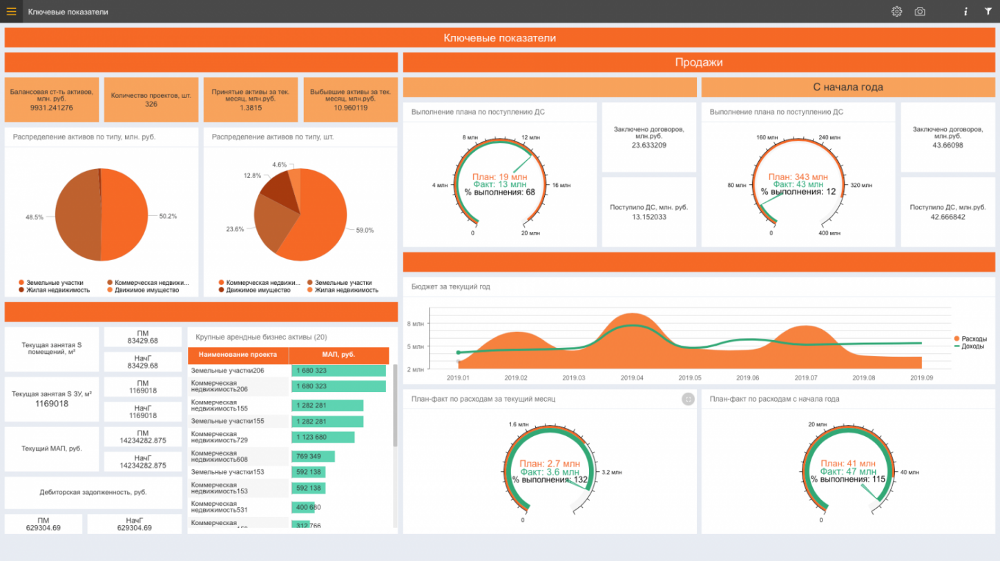 Ключевые показатели
Ключевые показатели
Балансовая ст-ть активов,
млн. руб.
9931.241276
Количество проектов, шт.
326
Принятые активы за тек.
месяц, млн.руб.
1.3815
Выбывшие активы за тек.
месяц, млн.руб.
10.960119
Распределение активов по типу, млн. руб.
48.5%
50.2%
Земельные участки
Коммерческая недвижи...
Жилая недвижимость
Движимое имущество
Распределение активов по типу, шт.
4.6%
12.8%
23.6%
59.0%
Коммерческая недвижи...
Земельные участки
Движимое имущество
Жилая недвижимость
Продажи
С начала года
Выполнение плана по поступлению ДС
8 млн
12 млн
4 млн
16 млн
0
20 млн
План: 19 млн
Факт: 13 млн
% выполнения: 68
Заключено договоров,
млн.руб.
23.633209
Поступило ДС, млн. руб.
13.152033
Выполнение плана по поступлению ДС
160 млн
240 млн
80 млн
320 млн
0
400 млн
План: 343 млн
Факт: 43 млн
% выполнения: 12
Заключено договоров,
млн.руб.
43.66098
Поступило ДС, млн.руб.
42.666842
Текущая занятая S
помещений, м²
ПМ
83429.68
НачГ
83429.68
Текущая занятая S ЗУ, м²
1169018
ПМ
1169018
НачГ
1169018
Текущий МАП, руб.
ПМ
14234282.875
НачГ
14234282.875
Дебиторская задолженность, руб.
ПМ
629304.69
НачГ
629304.69
Крупные арендные бизнес активы (20)
Наименование проекта МАП, руб.
Земельные участки206 1 680 323
Коммерческая
недвижимость206 1 680 323
Коммерческая
недвижимость155 1 282 281
Земельные участки155 1 282 281
Коммерческая
недвижимость729 1 123 680
Коммерческая
недвижимость608 769 349
Земельные участки153 592 138
Коммерческая
недвижимость153 592 138
Коммерческая
недвижимость531 400 680
Коммерческая
312 766
Бюджет за текущий год
8 млн
5 млн
2 млн
2019.01 2019.02 2019.03 2019.04 2019.05 2019.06 2019.07 2019.08 2019.09
Расходы
Доходы
План-факт по расходам за текущий месяц
1.6 млн
3.2 млн
0
План: 2.7 млн
Факт: 3.6 млн
% выполнения: 132
План-факт по расходам с начала года
20 млн
40 млн
0
План: 41 млн
Факт: 47 млн
% выполнения: 115